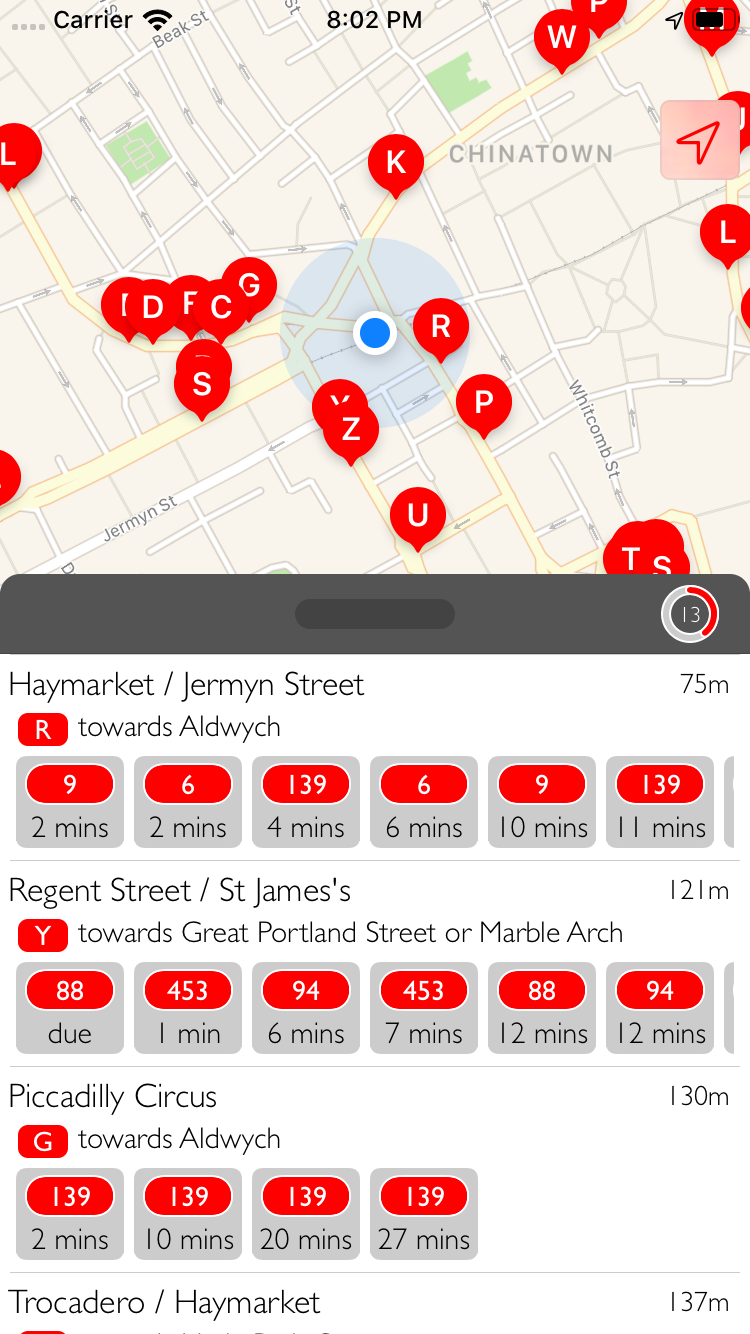 Carrier 8:02 PM
Beak St
St
P
W
L
K
CHINATOWN
L
G
D
F
C
R
S
P
Z
Whitcomb St
U
Jermyn St
T
S
13
Haymarket / Jermyn Street 75m
R towards Aldwych
9 6 139 6 9 139
2 mins 2 mins 4 mins 6 mins 10 mins 11 mins
Regent Street / St James's 121m
Y towards Great Portland Street or Marble Arch
88 453 94 453 88 94
due 1 min 6 mins 7 mins 12 mins 12 mins
Piccadilly Circus 130m
G towards Aldwych
139 139 139 139
2 mins 10 mins 20 mins 27 mins
Trocadero / Haymarket 137m